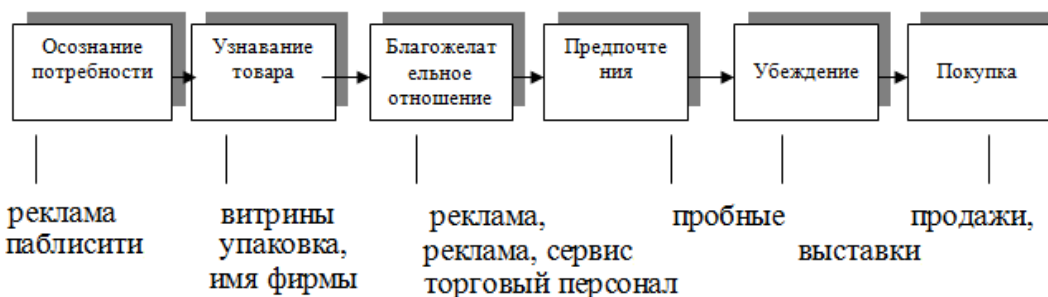 Осознание
потребности
Узнавание
товара
Благожелат
ельное
отношение
Предпочте
ния
Убеждение
Покупка
реклама
паблисити
витрины
упаковка,
имя фирмы
реклама,
реклама, сервис
торговый персонал
пробные
выставки
продажи,